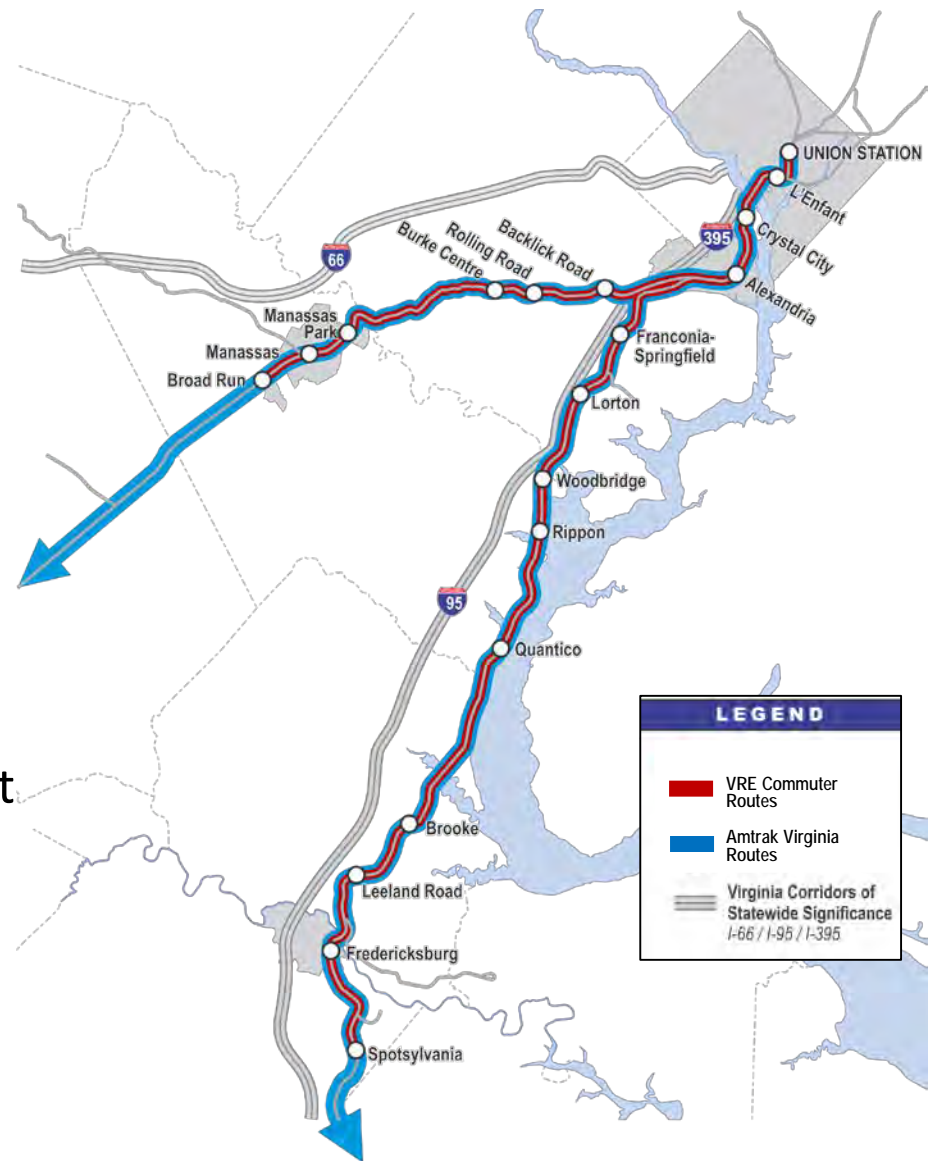 UNION STATION
L'Enfant
Crystal City
395
Backlick Road
Rolling Road
Burke Centre
66
Alexandria
Manassas
Park
Franconia-
Springfield
Manassas
Broad Run
Lorton
Woodbridge
Rippon
95
Quantico
LEGEND
VRE Commuter
Routes
Amtrak Virginia
Routes
Virginia Corridors of
Statewide Significance
I-66 / I-95 / I-395
t
Brooke
Leeland Road
Fredericksburg
Spotsylvania